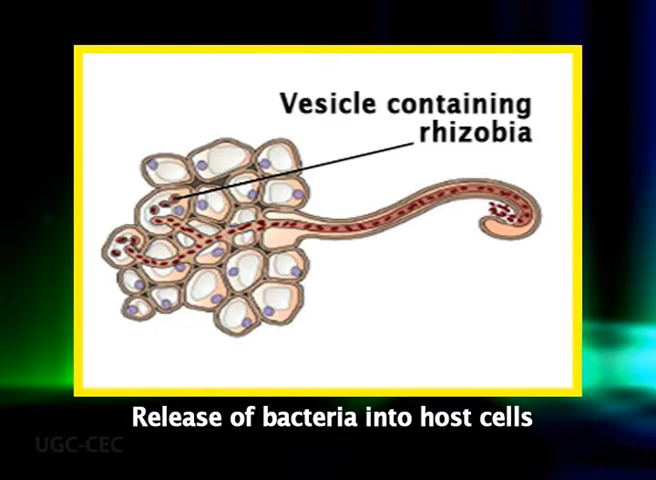 Vesicle containing
rhizobia
Release of bacteria into host cells
UGC-CEC